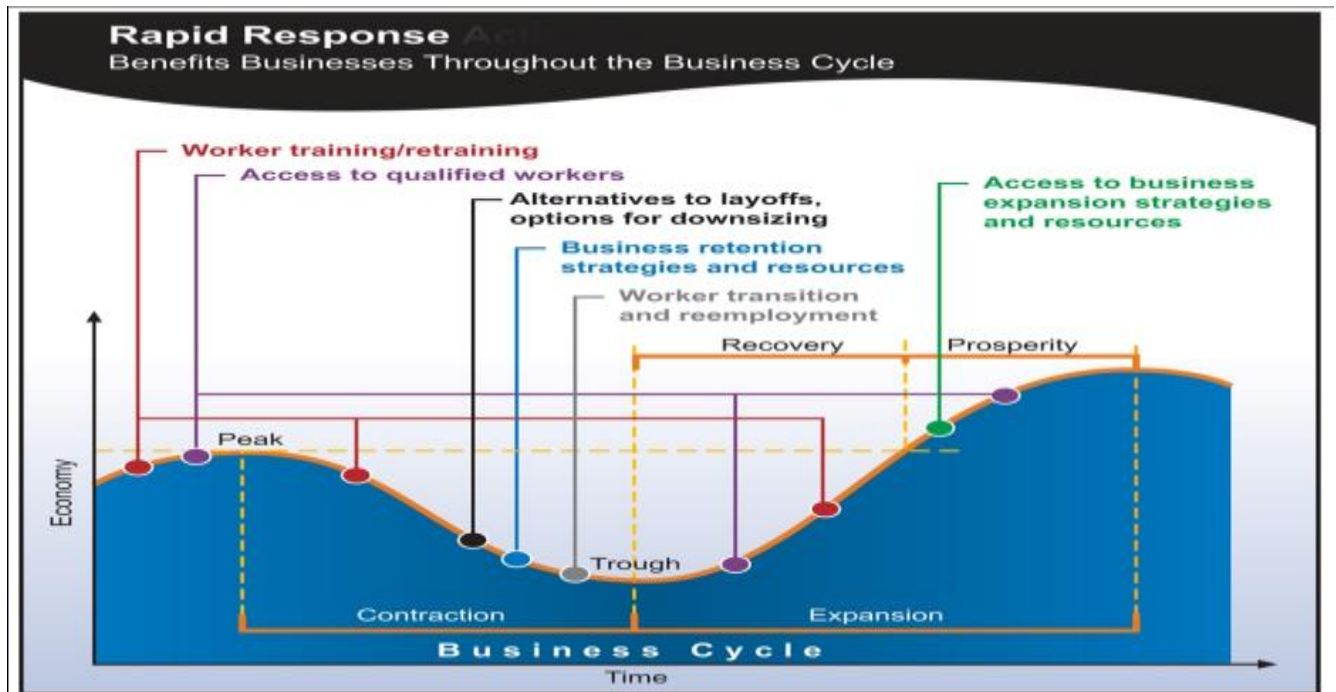 Rapid Response
Benefits Businesses Throughout the Business Cycle
Worker training/retraining
Access to qualified workers
Alternatives to layoffs,
options for downsizing
Business retention
strategies and resources
Worker transition
and reemployment
Access to business
expansion strategies
and resources
Recovery
Prosperity
Peak
Economy
Trough
Contraction
Expansion
Business Cycle
Time